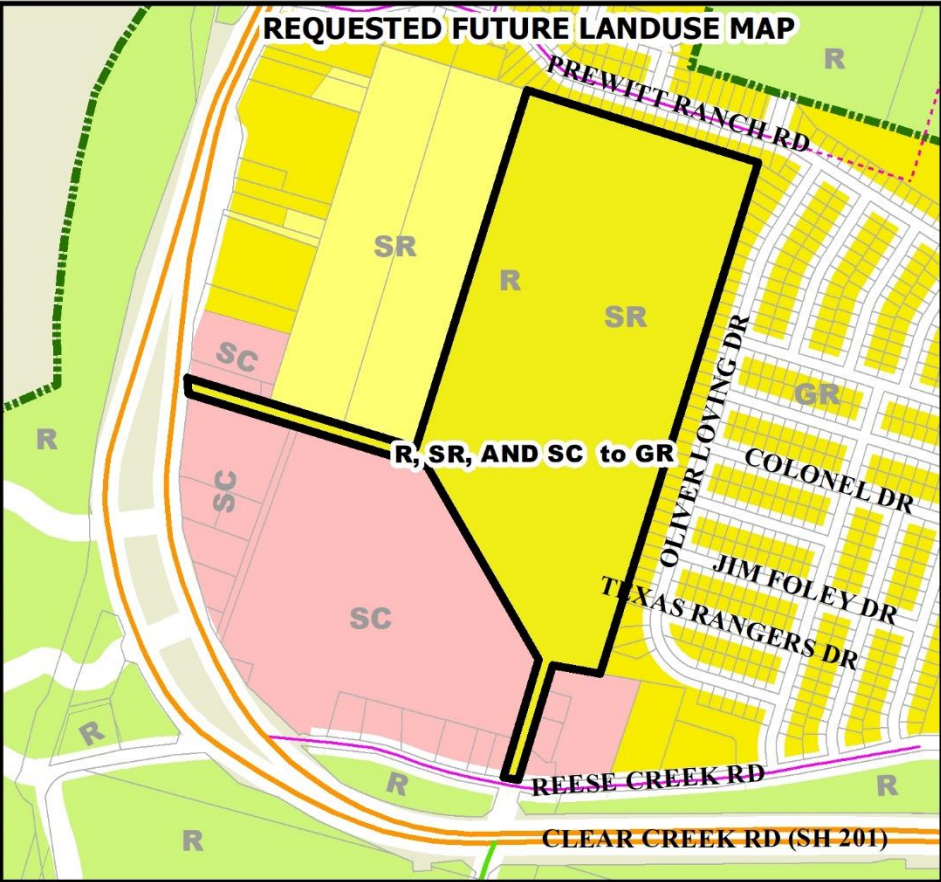 REQUESTED FUTURE LANDUSE MAP
R
PREWITT RANCH RD
SR
R
SR
SC
OLIVER LOVING DR
GR
R
R, SR, AND SC to GR
COLONEL DR
SC
JIM FOLEY DR
TEXAS RANGERS DR
SC
R
R
REESE CREEK RD
R
R
CLEAR CREEK RD (SH 201)